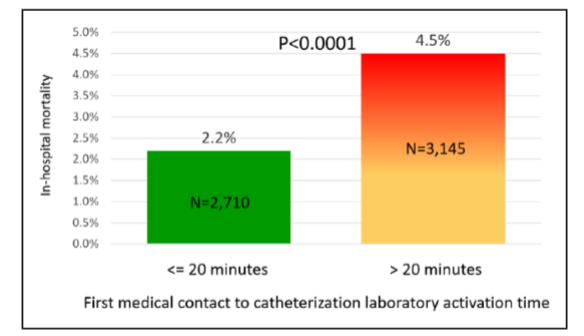 5.0%
4.5%
4.0%
3.5%
3.0%
2.5%
2.0%
1.5%
1.0%
0.5%
0.0%
In-hospital mortality
P<0.0001
4.5%
2.2%
N=3,145
N=2,710
<= 20 minutes
> 20 minutes
First medical contact to catheterization laboratory activation time